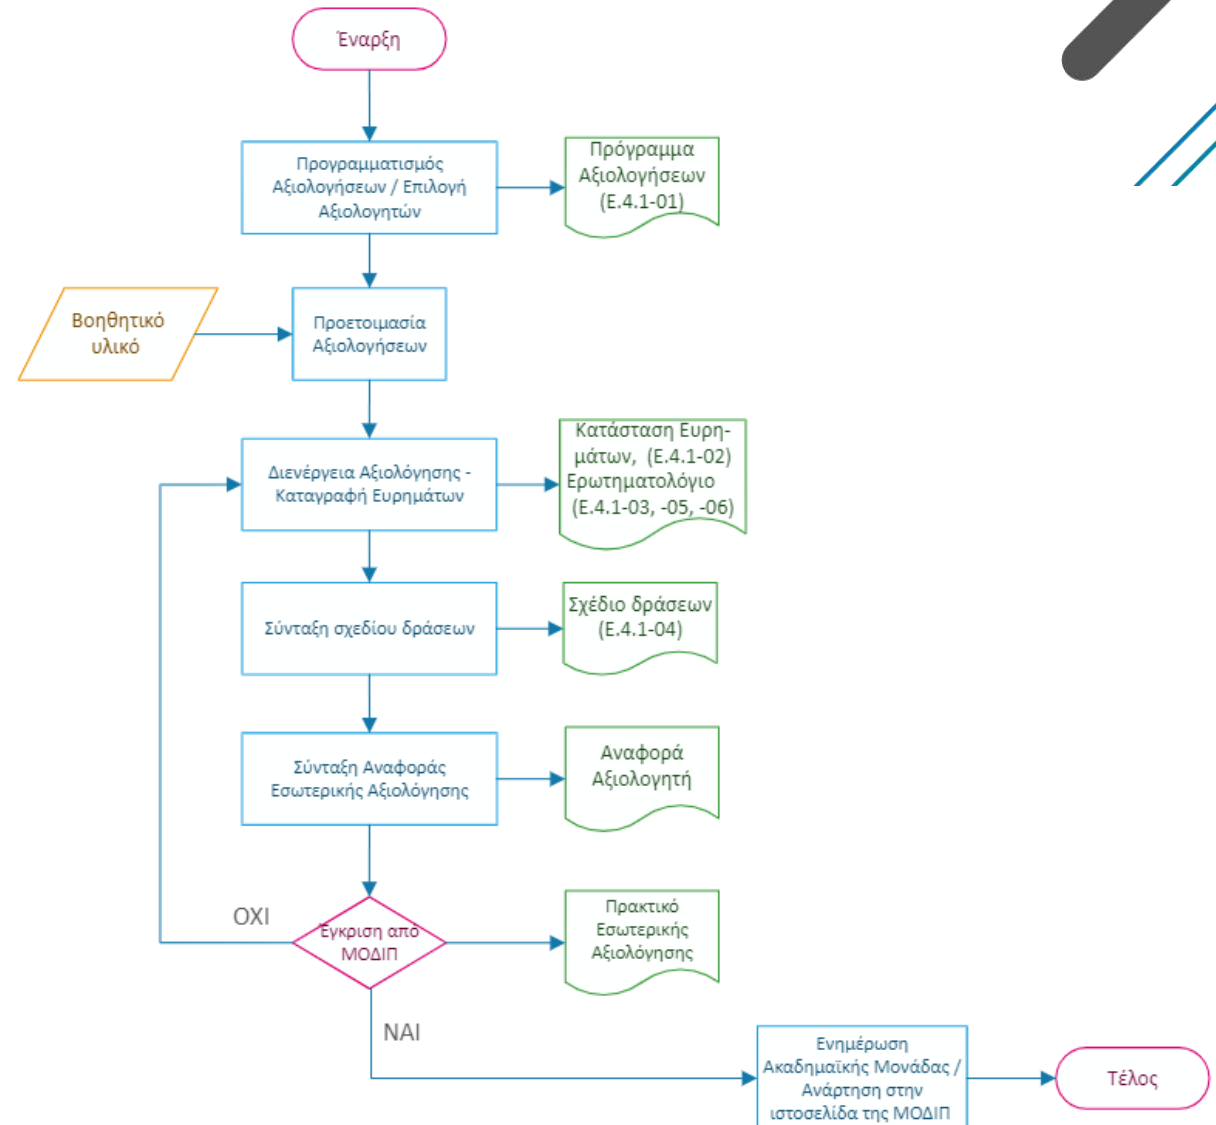 Έναρξη
Προγραμματισμός
Αξιολογήσεων / Επιλογή
Αξιολογητών
Πρόγραμμα
Αξιολογήσεων
(Ε.4.1-01)
Βοηθητικό
υλικό
Προετοιμασία
Αξιολογήσεων
Διενέργεια Αξιολόγησης -
Καταγραφή Ευρημάτων
Κατάσταση Ευρη-
μάτων, (Ε.4.1-02)
Ερωτηματολόγιο
(Ε.4.1-03, -05, -06)
Σύνταξη σχεδίου δράσεων
Σχέδιο δράσεων
(Ε.4.1-04)
Σύνταξη Αναφοράς
Εσωτερικής Αξιολόγησης
Αναφορά
Αξιολογητή
ΟΧΙ
Έγκριση από
ΜΟΔΙΠ
Πρακτικό
Εσωτερικής
Αξιολόγησης
ΝΑΙ
Ενημέρωση
Ακαδημαϊκής Μονάδας /
Ανάρτηση στην
ιστοσελίδα της ΜΟΔΙΠ
Τέλος